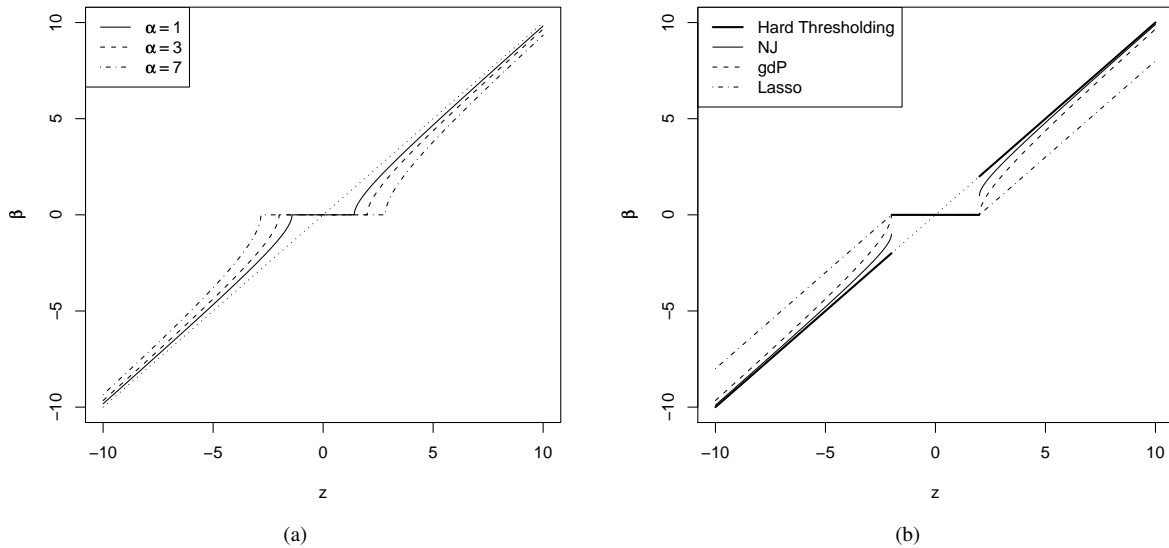 α = 1
α = 3
α = 7
10
5
0
−5
−10
β
−10
−5
0
5
10
z
(a)
Hard Thresholding
NJ
gdP
Lasso
10
5
0
−5
−10
β
−10
−5
0
5
10
z
(b)